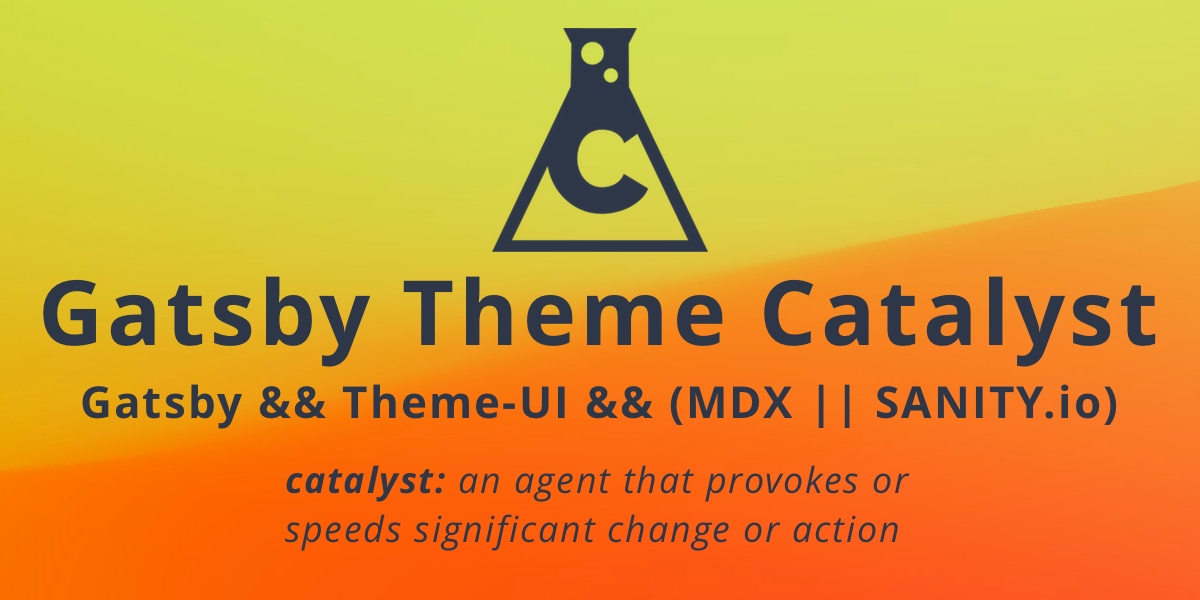 C
Gatsby Theme Catalyst
Gatsby && Theme-UI && (MDX || SANITY.io)
catalyst: an agent that provokes or
speeds significant change or action